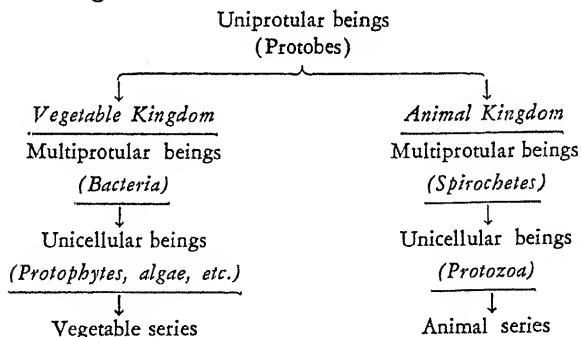 Uniprotular beings
(Protobes)
Vegetable Kingdom
Multiprotular beings
(Bacteria)
Unicellular beings
(Protophytes, algae, etc.)
Vegetable series
Animal Kingdom
Multiprotular beings
(Spirochetes)
Unicellular beings
(Protozoa)
Animal series